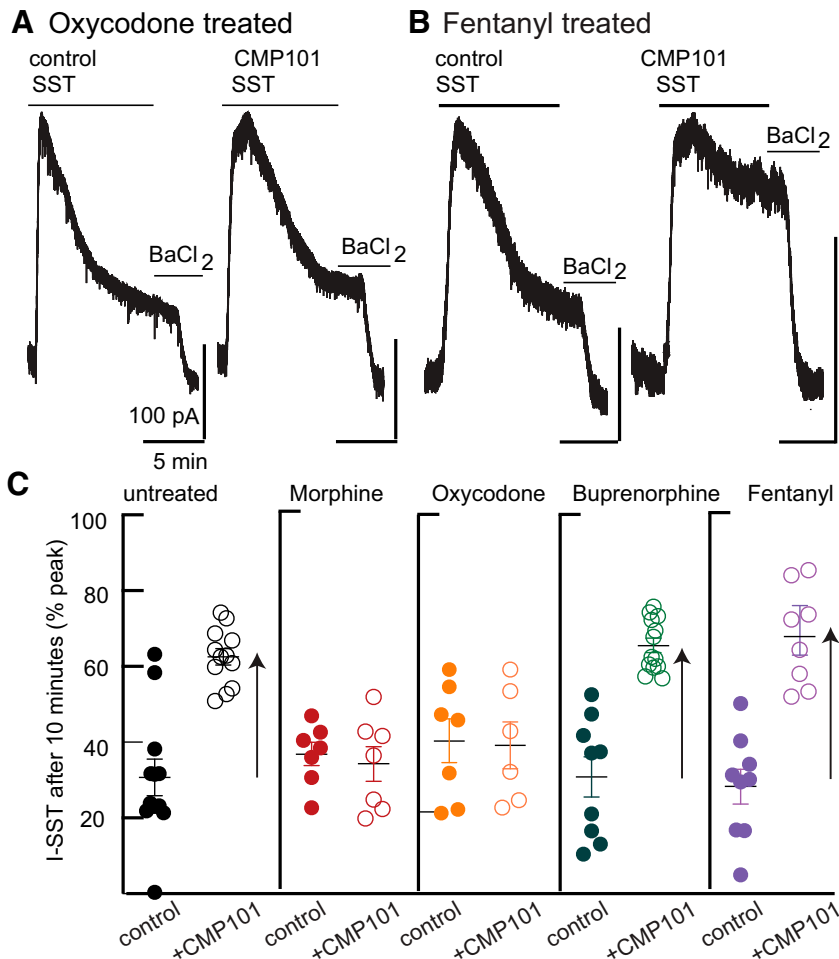 A Oxycodone treated
B Fentanyl treated
control
SST
CMP101
SST
control
SST
CMP101
SST
BaCl2
BaCl2
BaCl2
BaCl2
100 pA
5 min
C
untreated
Morphine
Oxycodone
Buprenorphine
Fentanyl
I-SST after 10 minutes (% peak)
100
80
60
40
20
control
+CMP101
control
+CMP101
control
+CMP101
control
+CMP101
control
+CMP101